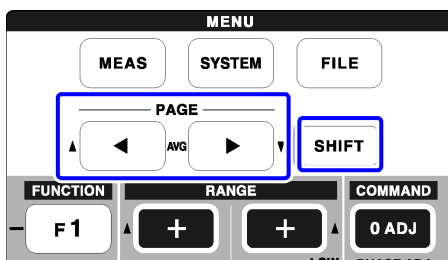 MENU
MEAS SYSTEM FILE
PAGE
AVG SHIFT
FUNCTION RANGE COMMAND
F1 + + 0 ADJ